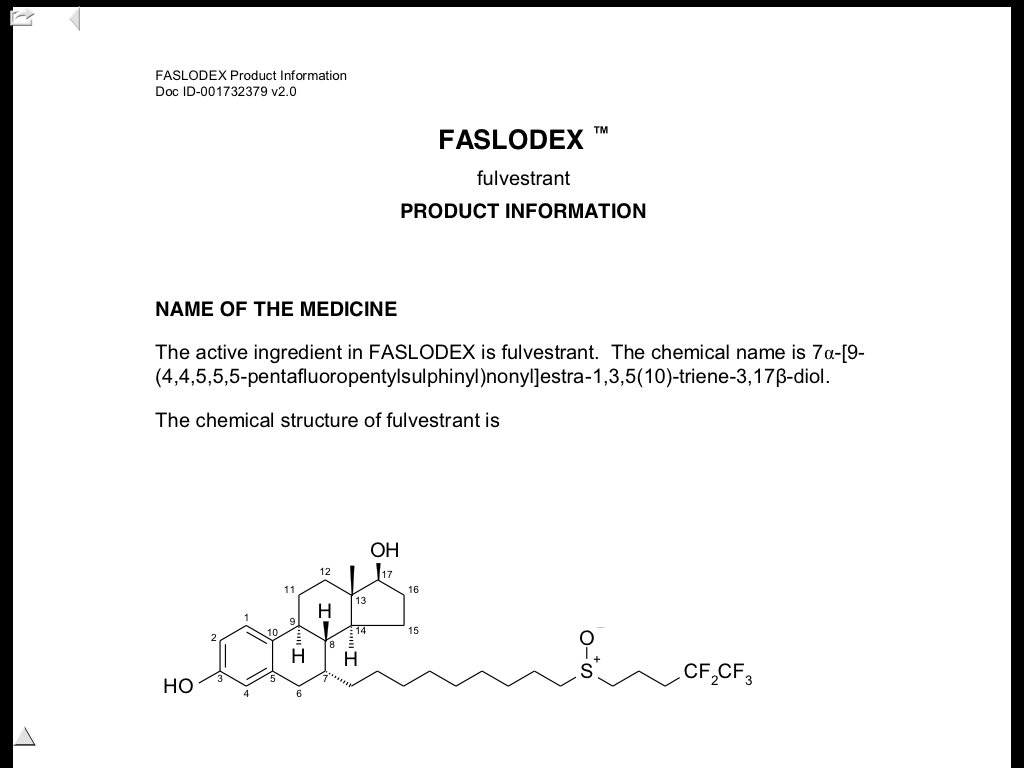 FASLODEX Product Information
Doc ID-001732379 v2.0
FASLODEX ™
fulvestrant
PRODUCT INFORMATION
NAME OF THE MEDICINE
The active ingredient in FASLODEX is fulvestrant.  The chemical name is 7α-[9-
(4,4,5,5,5-pentafluoropentylsulphinyl)nonyl]estra-1,3,5(10)-triene-3,17β-diol.
The chemical structure of fulvestrant is
OH
12 17
11 16
13
H
1 9 14 15
2 10 8
H H
O⁻
S⁺
HO 3 5 7 CF₂CF₃
4 6